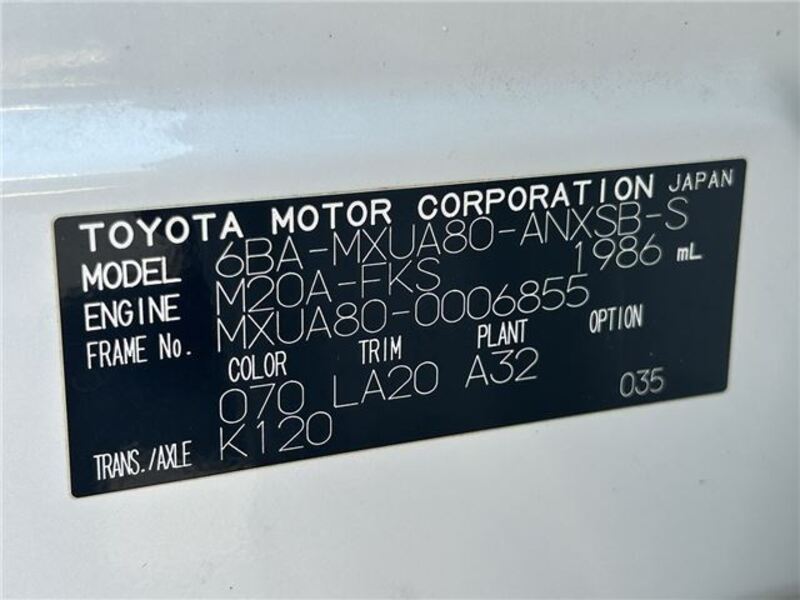 TOYOTA MOTOR CORPORATION JAPAN
MODEL 6BA-MXUA80-ANXSB-S
ENGINE M20A-FKS 1986 mL
FRAME No. MXUA80-0006855
COLOR TRIM PLANT OPTION
070 LA20 A32 035
TRANS./AXLE K120